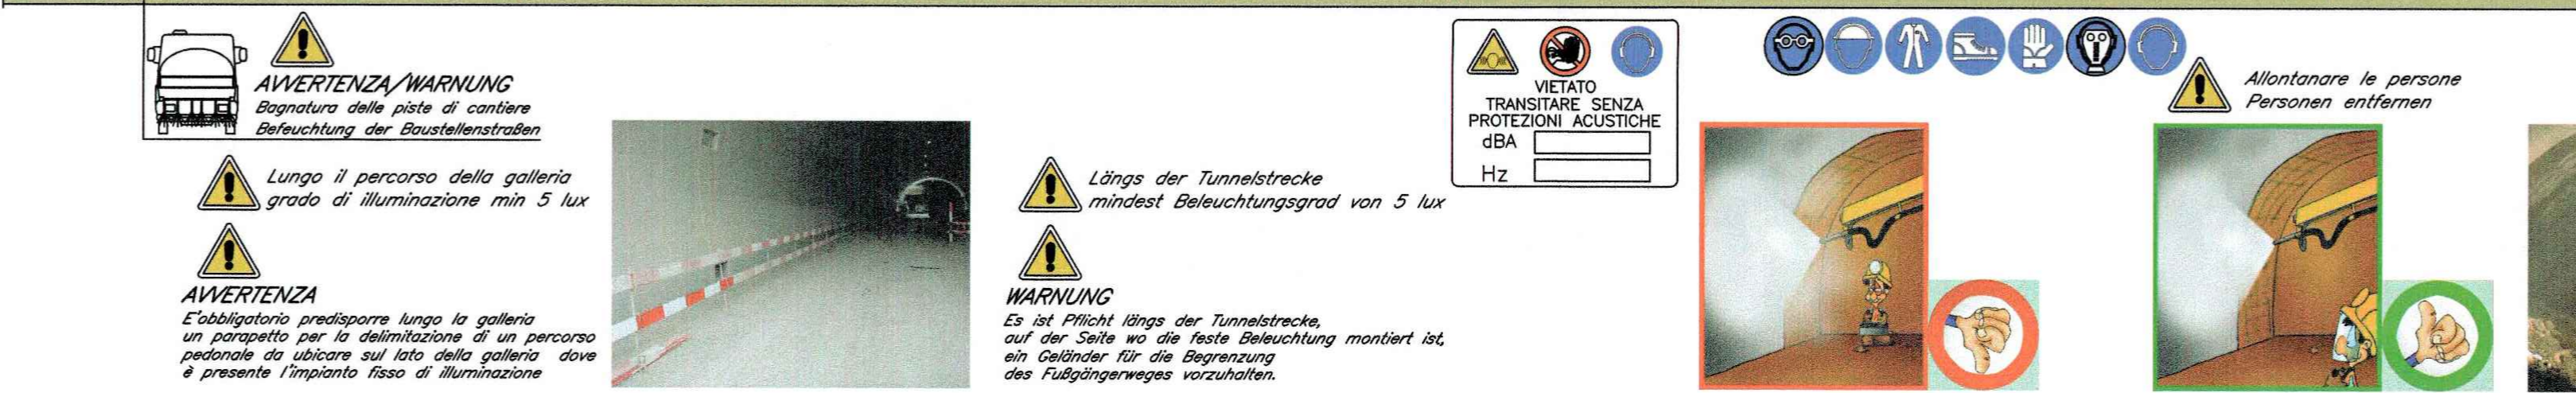 AVVERTENZA/WARNUNG
Bagnatura delle piste di cantiere
Befeuchtung der Baustellenstraßen
Lungo il percorso della galleria
grado di illuminazione min 5 lux
AVVERTENZA
E'obbligatorio predisporre lungo la galleria
un parapetto per la delimitazione di un percorso
pedonale da ubicare sul lato della galleria dove
è presente l'impianto fisso di illuminazione
Längs der Tunnelstrecke
mindest Beleuchtungsgrad von 5 lux
WARNUNG
Es ist Pflicht längs der Tunnelstrecke,
auf der Seite wo die feste Beleuchtung montiert ist,
ein Geländer für die Begrenzung
des Fußgängerweges vorzuhalten.
VIETATO
TRANSITARE SENZA
PROTEZIONI ACUSTICHE
dBA
Hz
Allontanare le persone
Personen entfernen